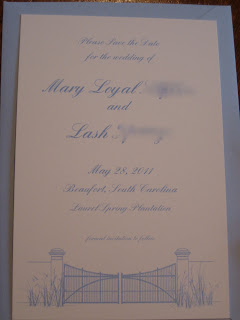 Please Save the Date
for the wedding of
Mary Loyal
and
Lash
May 28, 2011
Beaufort, South Carolina
Laurel Spring Plantation
formal invitation to follow